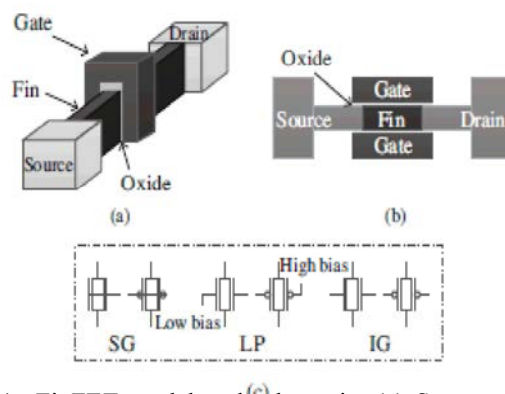 Gate
Drain
Fin
Source
Oxide
(a)
Oxide
Gate
Source
Fin
Drain
Gate
(b)
High bias
Low bias
SG
LP
IG
(c)